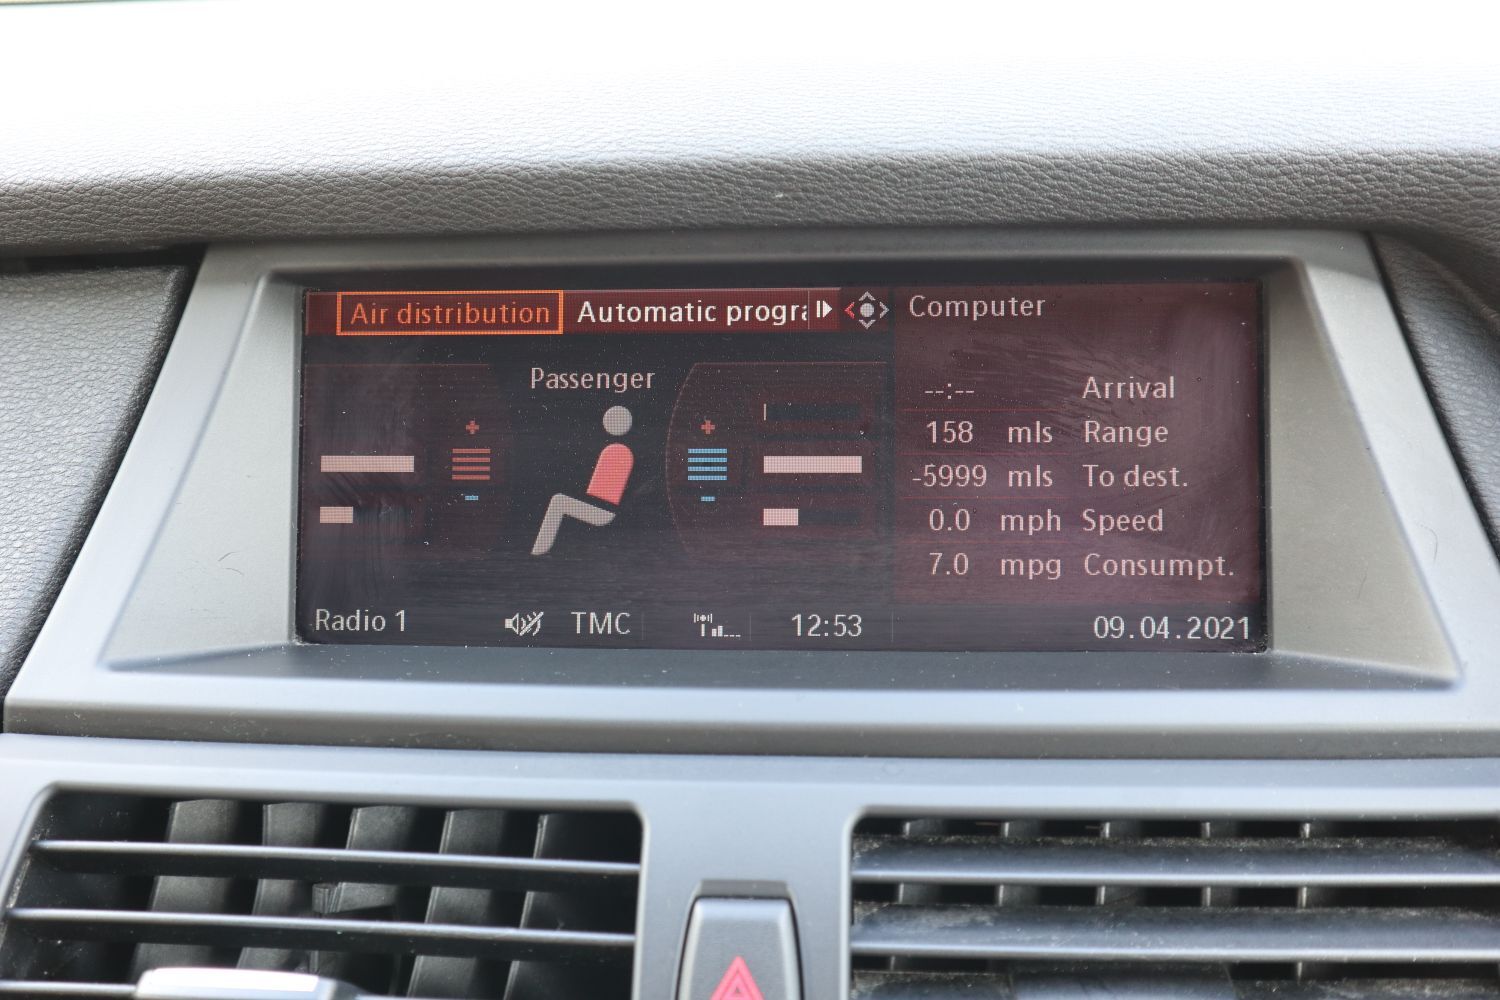 Air distribution Automatic progra
Computer
Passenger
--:-- Arrival
158 mls Range
-5999 mls To dest.
0.0 mph Speed
7.0 mpg Consumpt.
Radio 1 TMC 12:53 09.04.2021